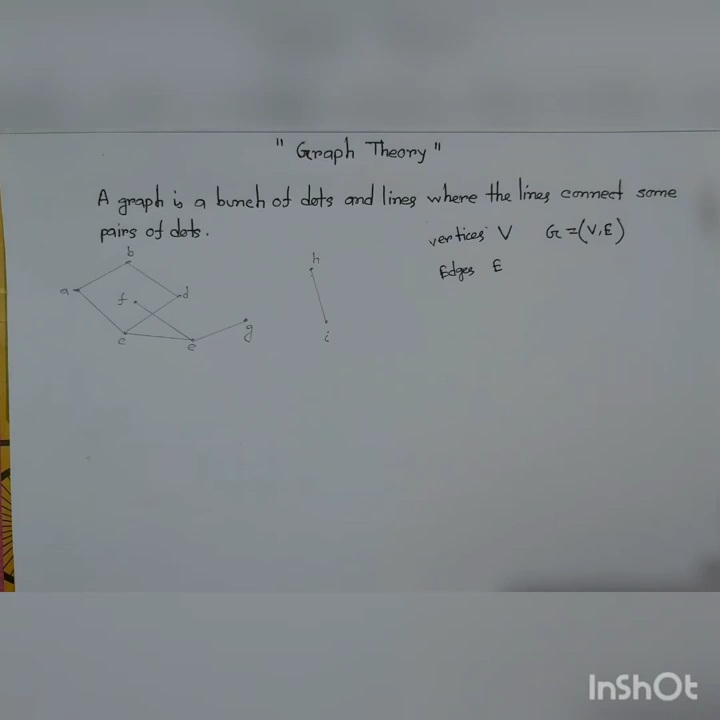 " Graph Theory "
A graph is a bunch of dots and lines where the lines connect some
pairs of dots.
vertices V G = (V, E)
Edges E
b
h
a
f
d
g
c
e
i
InShOt